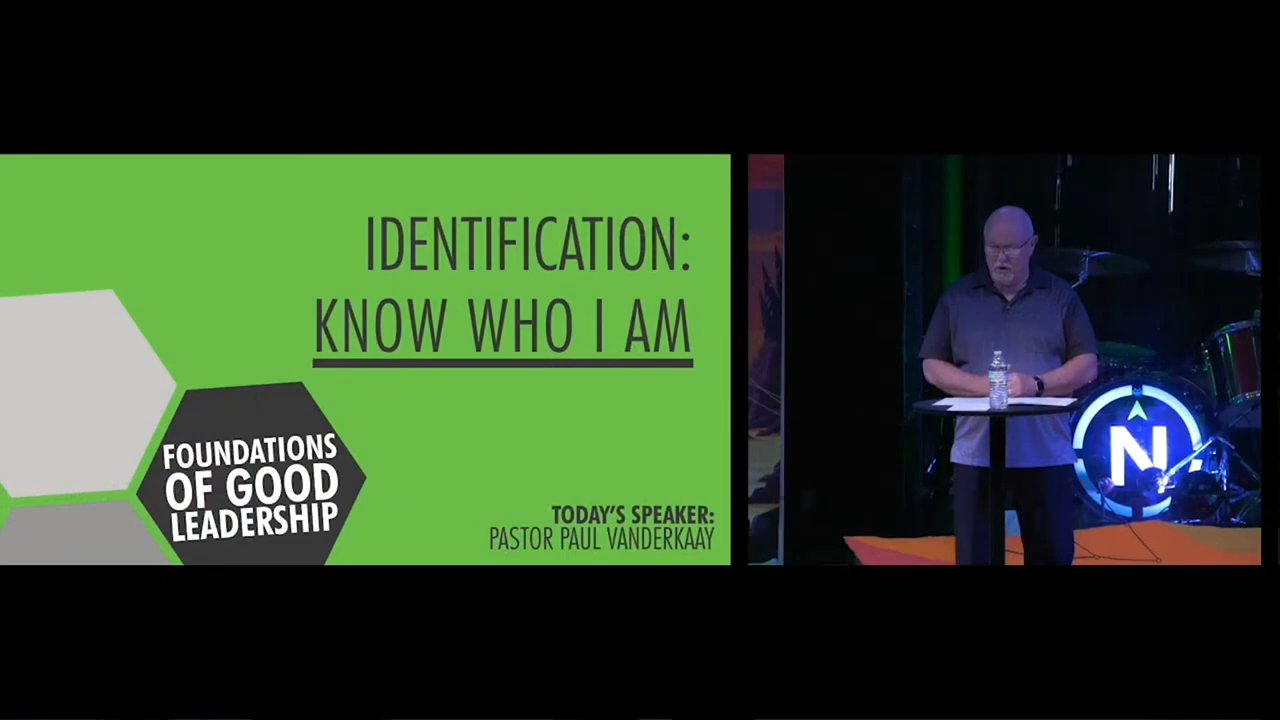 IDENTIFICATION:
KNOW WHO I AM
FOUNDATIONS
OF GOOD
LEADERSHIP
TODAY'S SPEAKER:
PASTOR PAUL VANDERKAAY
N